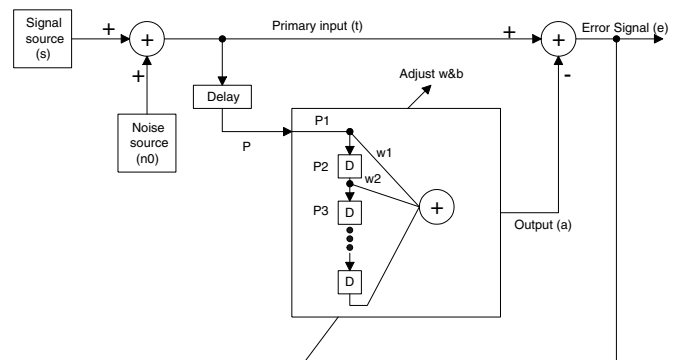 Signal
source
(s)
+
+
+
Primary input (t)
+
+
-
Error Signal (e)
Noise
source
(n0)
Delay
P
Adjust w&b
P1
w1
P2
D
w2
P3
D
+
D
Output (a)